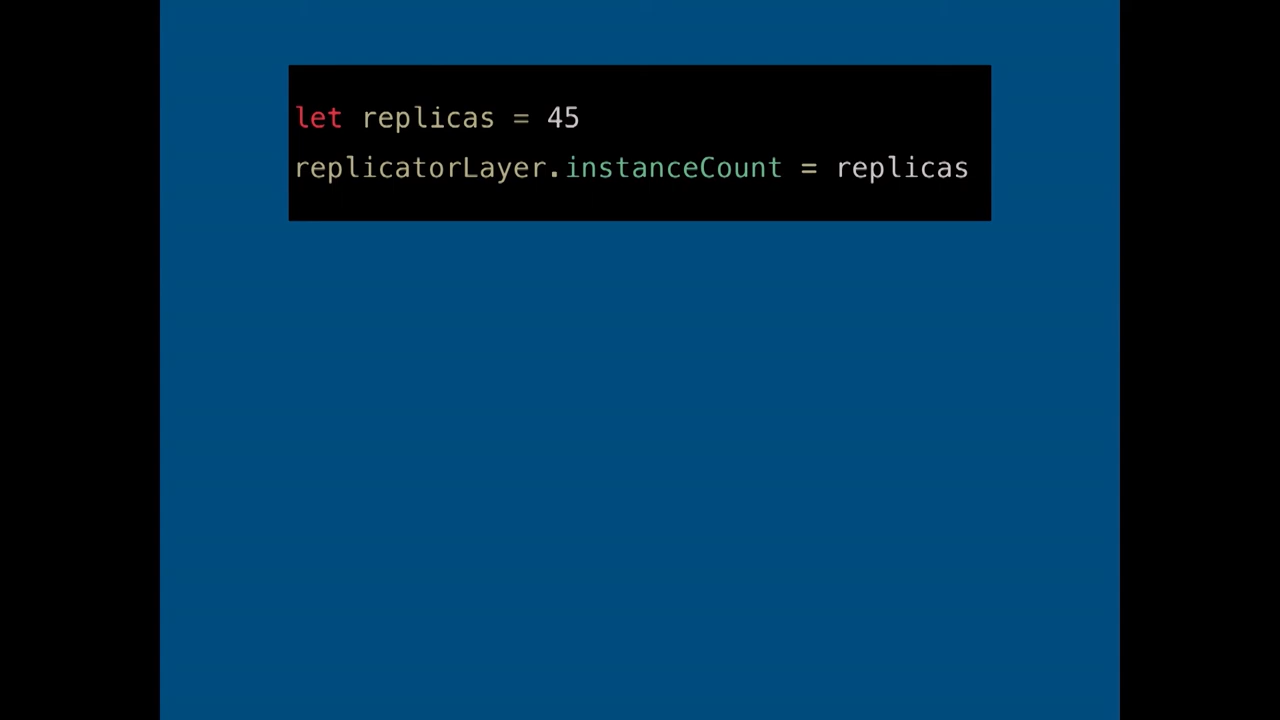 let replicas = 45
replicatorLayer.instanceCount = replicas